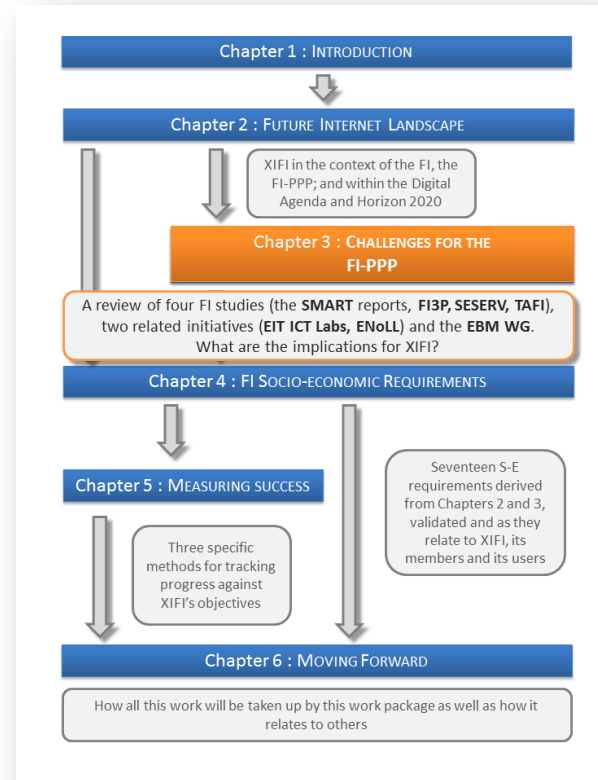 Chapter 1 : INTRODUCTION
Chapter 2 : FUTURE INTERNET LANDSCAPE
XIFI in the context of the FI, the
FI-PPP; and within the Digital
Agenda and Horizon 2020
Chapter 3 : CHALLENGES FOR THE
FI-PPP
A review of four FI studies (the SMART reports, FI3P, SESERV, TAFI),
two related initiatives (EIT ICT Labs, ENoLL) and the EBM WG.
What are the implications for XIFI?
Chapter 4 : FI SOCIO-ECONOMIC REQUIREMENTS
Chapter 5 : MEASURING SUCCESS
Seventeen S-E
requirements derived
from Chapters 2 and 3,
validated and as they
relate to XIFI, its
members and its users
Three specific
methods for tracking
progress against
XIFI's objectives
Chapter 6 : MOVING FORWARD
How all this work will be taken up by this work package as well as how it
relates to others